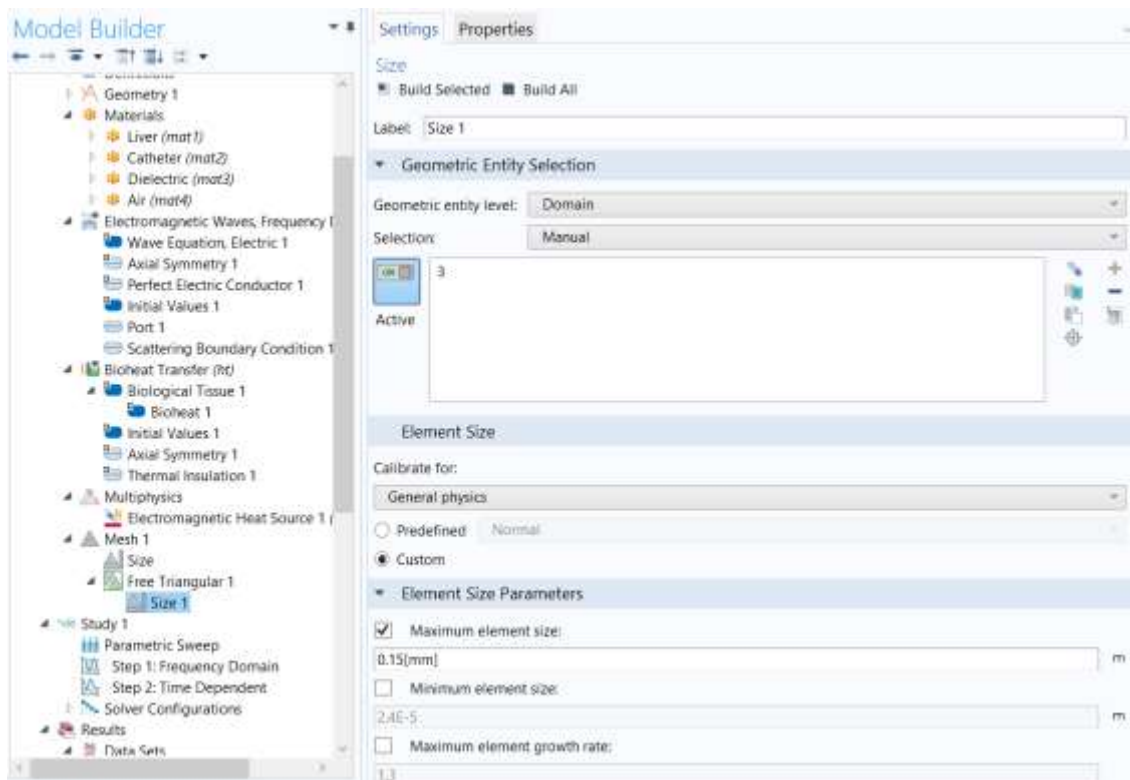 Model Builder
Geometry 1
Materials
Liver (mat1)
Catheter (mat2)
Dielectric (mat3)
Air (mat4)
Electromagnetic Waves, Frequency
Wave Equation, Electric 1
Axial Symmetry 1
Perfect Electric Conductor 1
Initial Values 1
Port 1
Scattering Boundary Condition 1
Bioheat Transfer (ht)
Biological Tissue 1
Bioheat 1
Initial Values 1
Axial Symmetry 1
Thermal Insulation 1
Multiphysics
Electromagnetic Heat Source 1 (
Mesh 1
Size
Free Triangular 1
Size 1
Study 1
Parametric Sweep
Step 1: Frequency Domain
Step 2: Time Dependent
Solver Configurations
Results
Data Sets
Settings Properties
Size
Build Selected Build All
Label: Size 1
Geometric Entity Selection
Geometric entity level: Domain
Selection: Manual
3
Active
Element Size
Calibrate for:
General physics
Predefined Normal
Custom
Element Size Parameters
Maximum element size:
0.15[mm] m
Minimum element size:
2.4E-5 m
Maximum element growth rate:
1.3